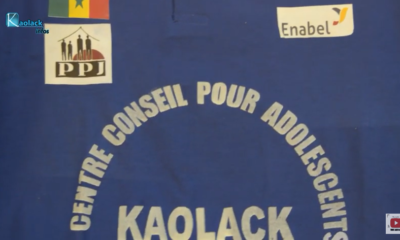 Kaolack
Enabel
PPJ
CENTRE CONSEIL POUR ADOLESCENTS
KAOLACK